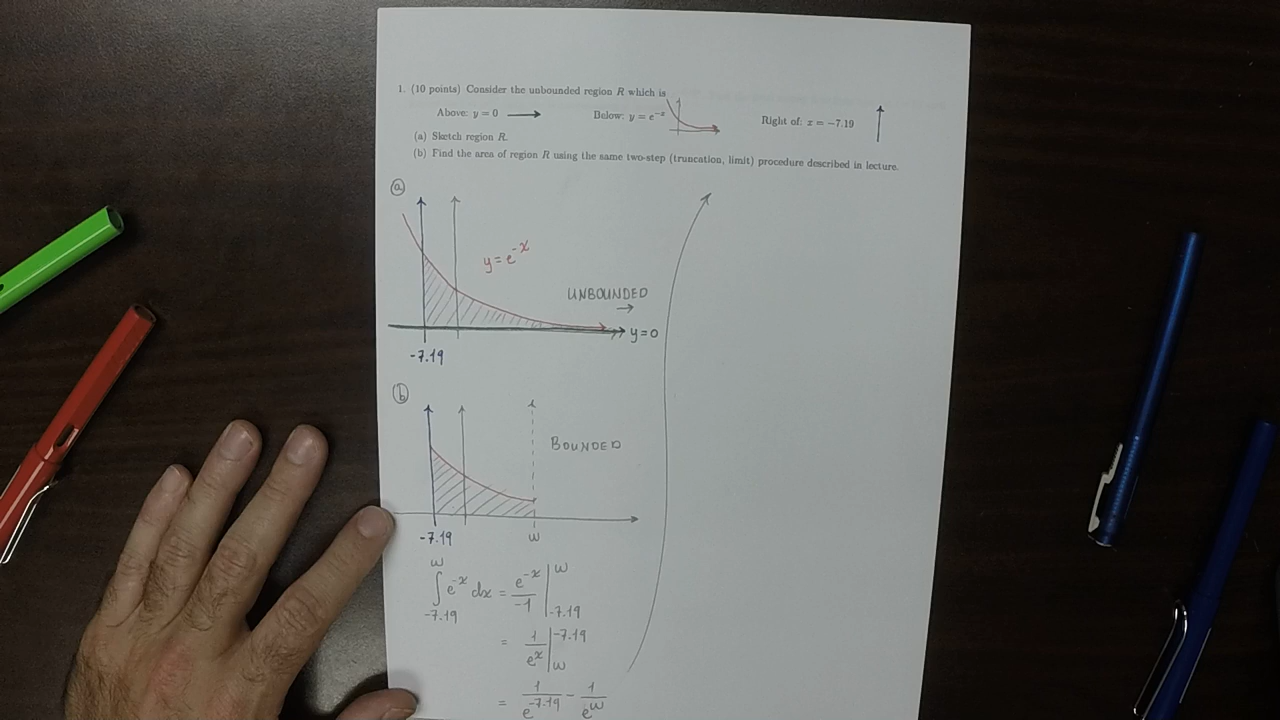 1. (10 points) Consider the unbounded region R which is
Above: y = 0 → Below: y = e^{-x} Right of: x = -7.19 ↑
(a) Sketch region R.
(b) Find the area of region R using the same two-step (truncation, limit) procedure described in lecture.
ⓐ
y = e^{-x}
UNBOUNDED
→
y=0
-7.19
ⓑ
BOUNDED
-7.19 ω
∫_{-7.19}^{ω} e^{-x} dx = e^{-x}/-1 |_{-7.19}^{ω}
= 1/e^{x} |_{ω}^{-7.19}
= 1/e^{-7.19} - 1/e^{ω}